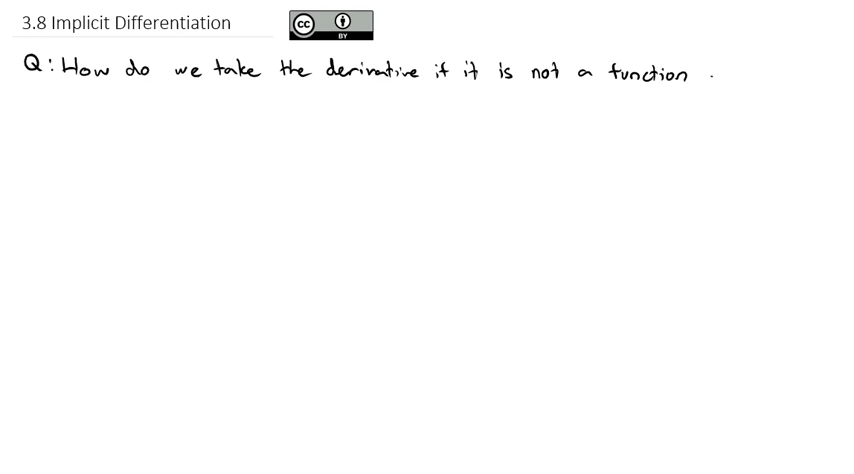 3.8 Implicit Differentiation
cc BY
Q: How do we take the derivative if it is not a function .